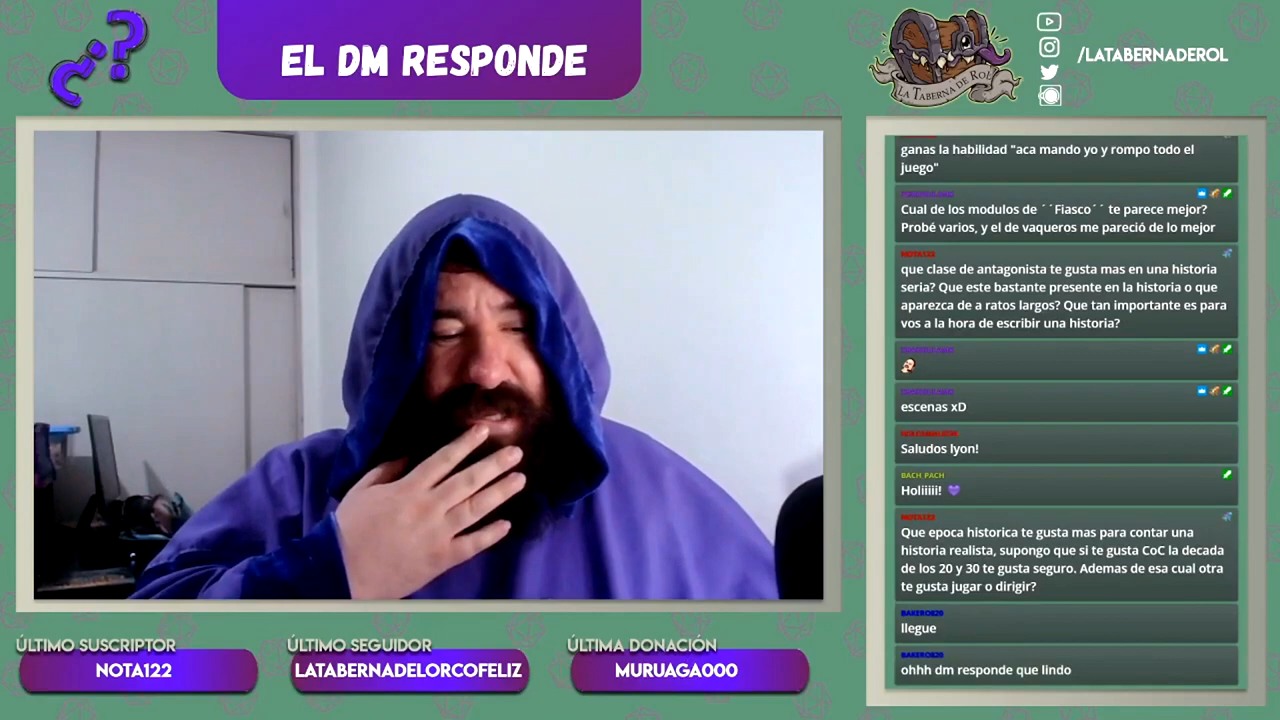 ¿?
EL DM RESPONDE
LA TABERNA DE ROL
/LATABERNADEROL
ganas la habilidad "aca mando yo y rompo todo el
juego"
Cual de los modulos de ´´Fiasco´´ te parece mejor?
Probé varios, y el de vaqueros me pareció de lo mejor
que clase de antagonista te gusta mas en una historia
seria? Que este bastante presente en la historia o que
aparezca de a ratos largos? Que tan importante es para
vos a la hora de escribir una historia?
escenas xD
Saludos lyon!
BACH_PACH
Holiiiii! 💜
Que epoca historica te gusta mas para contar una
historia realista, supongo que si te gusta CoC la decada
de los 20 y 30 te gusta seguro. Ademas de esa cual otra
te gusta jugar o dirigir?
llegue
ohhh dm responde que lindo
ÚLTIMO SUSCRIPTOR
NOTA122
ÚLTIMO SEGUIDOR
LATABERNADELORCOFELIZ
ÚLTIMA DONACIÓN
MURUAGA000